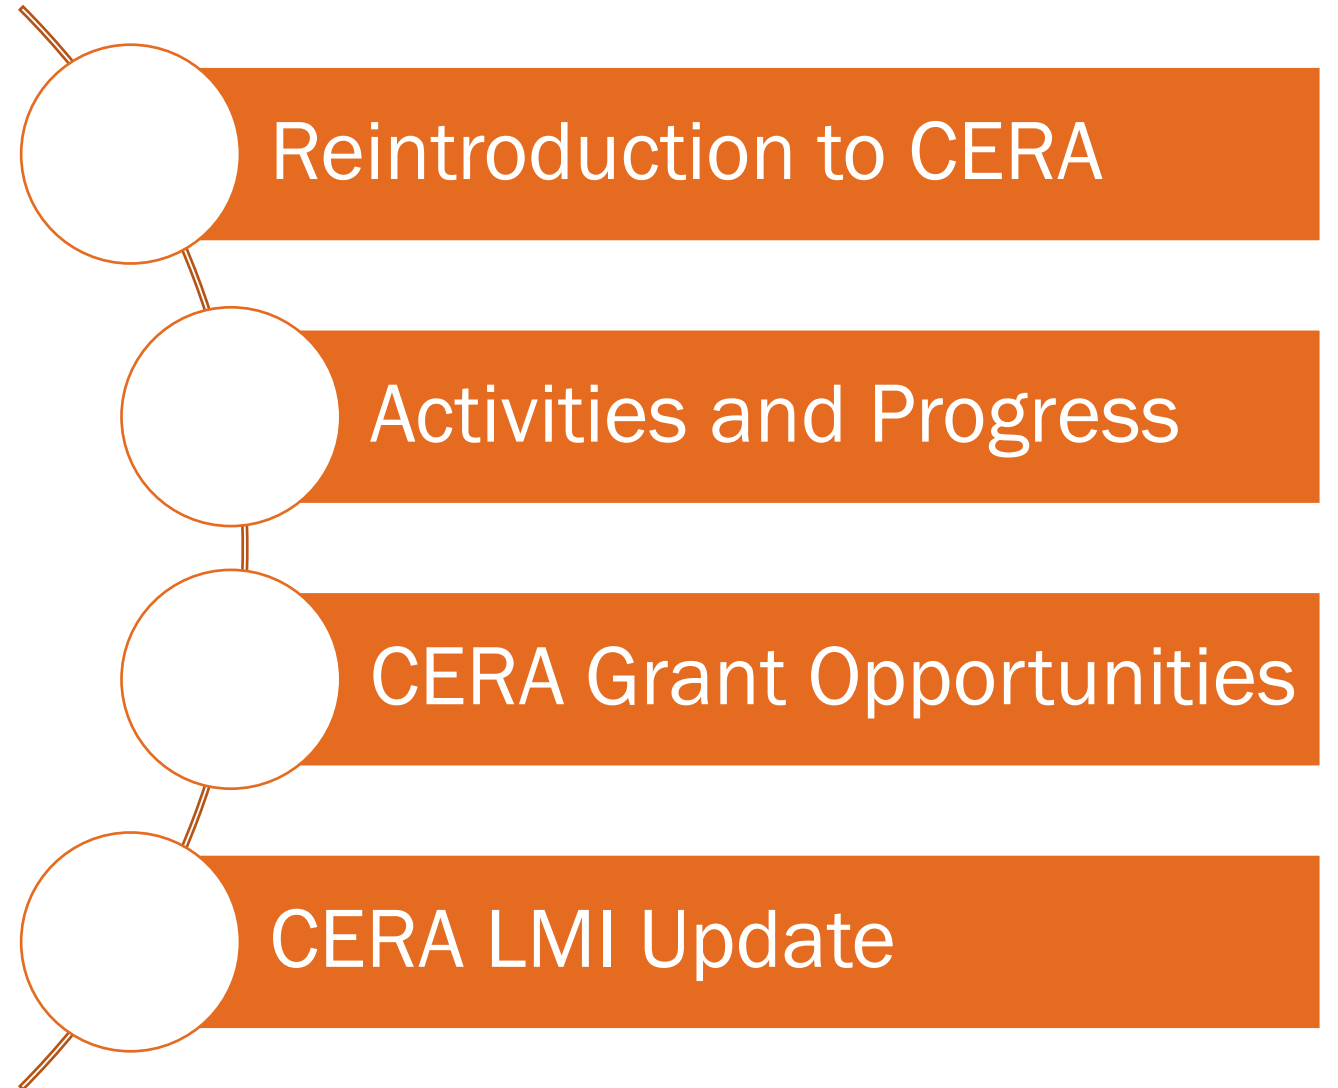 Reintroduction to CERA
Activities and Progress
CERA Grant Opportunities
CERA LMI Update